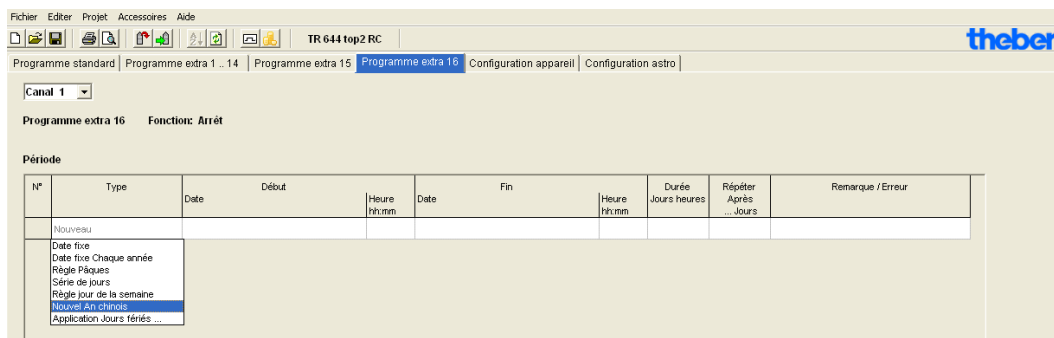 Fichier Editer Projet Accessoires Aide
TR 644 top2 RC
theben
Programme standard Programme extra 1 .. 14 Programme extra 15 Programme extra 16 Configuration appareil Configuration astro
Canal 1
Programme extra 16 Fonction: Arrêt
Période
N° Type Début Fin Durée Répéter Remarque / Erreur
Date Heure Date Heure Jours heures Après
hh:mm hh:mm ... Jours
Nouveau
Date fixe
Date fixe Chaque année
Règle Pâques
Série de jours
Règle jour de la semaine
Nouvel An chinois
Application Jours fériés ...